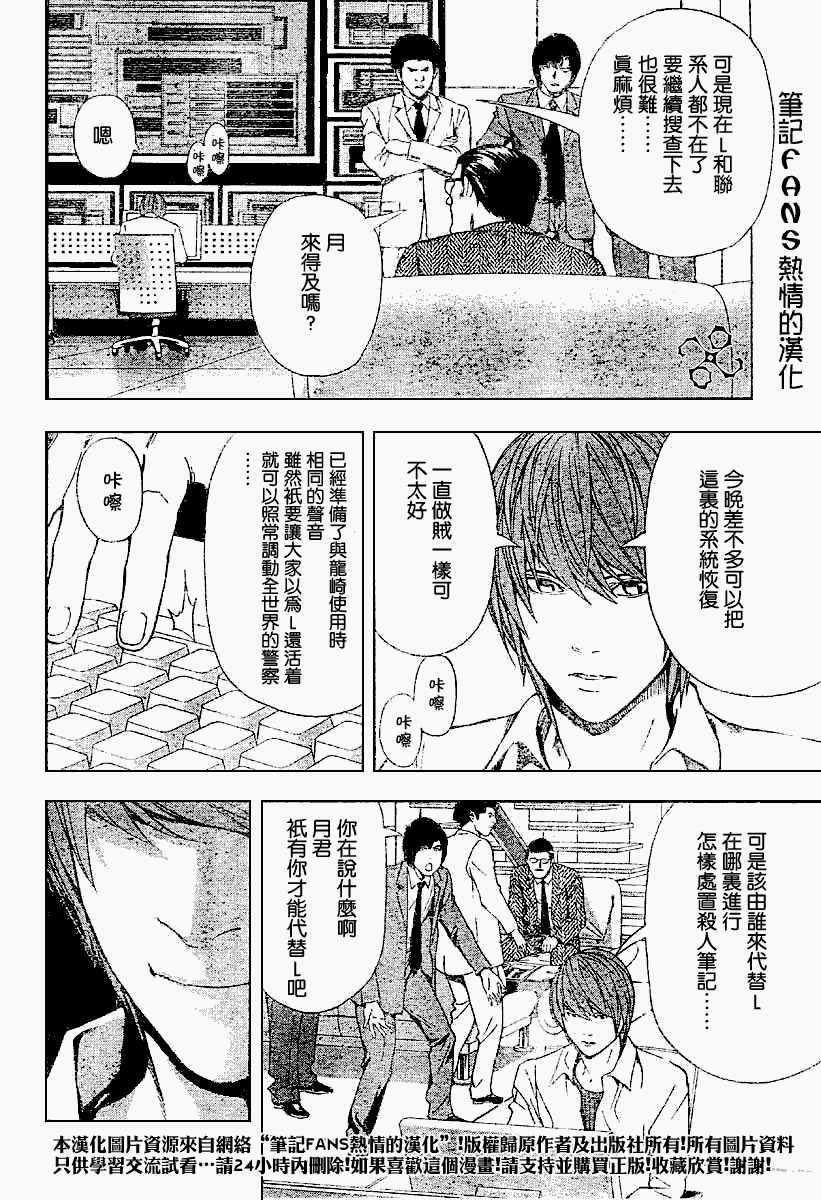 筆記FANS熱情的漢化
可是現在L和聯
系人都不在了
要繼續搜查下去
也很難……
眞麻煩……
月
來得及嗎?
咔嚓
咔嚓
嗯
今晚差不多可以把
這裏的系統恢復
一直做賊一樣可
不太好
咔嚓
咔嚓
已經準備了與龍崎使用時
相同的聲音
雖然衹要讓大家以爲L還活着
就可以照常調動全世界的警察
……
咔嚓
可是該由誰來代替L
在哪裏進行
怎樣處置殺人筆記……
你在說什麼啊
月君
衹有你才能代替L吧
本漢化圖片資源來自網絡“筆記FANS熱情的漢化”!版權歸原作者及出版社所有!所有圖片資料
只供學習交流試看…請24小時內刪除!如果喜歡這個漫畫!請支持並購買正版!收藏欣賞!謝謝!